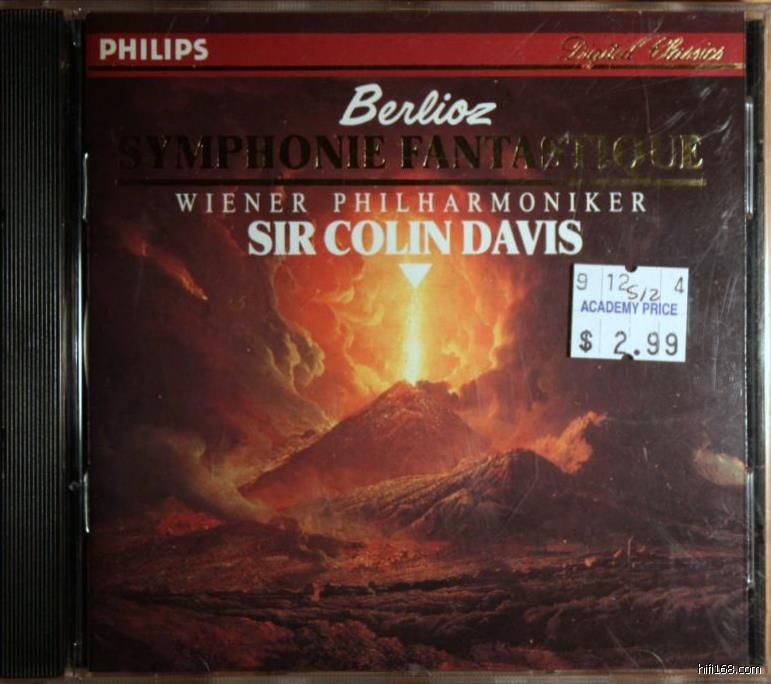 PHILIPS
Digital Classics
Berlioz
SYMPHONIE FANTASTIQUE
WIENER PHILHARMONIKER
SIR COLIN DAVIS
9 12 4
5/2
ACADEMY PRICE
$ 2.99
hifi168.com